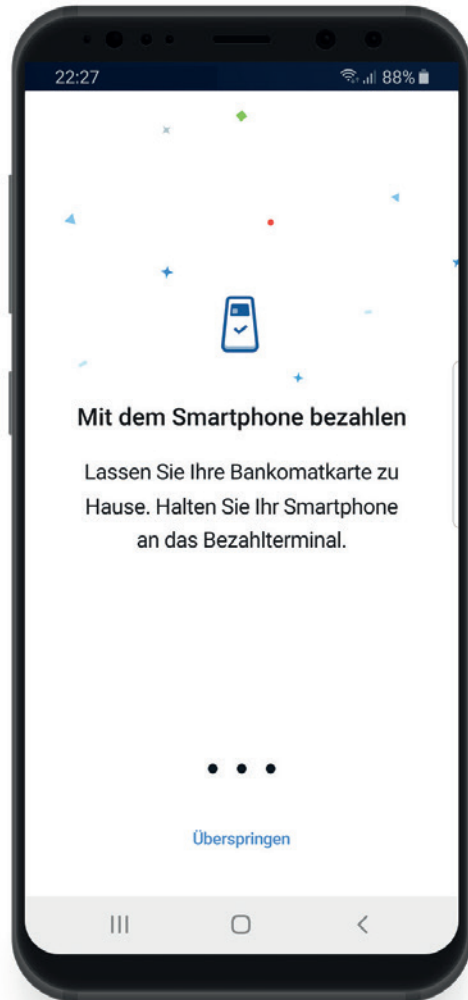 22:27 88%
Mit dem Smartphone bezahlen
Lassen Sie Ihre Bankomatkarte zu
Hause. Halten Sie Ihr Smartphone
an das Bezahlterminal.
Überspringen